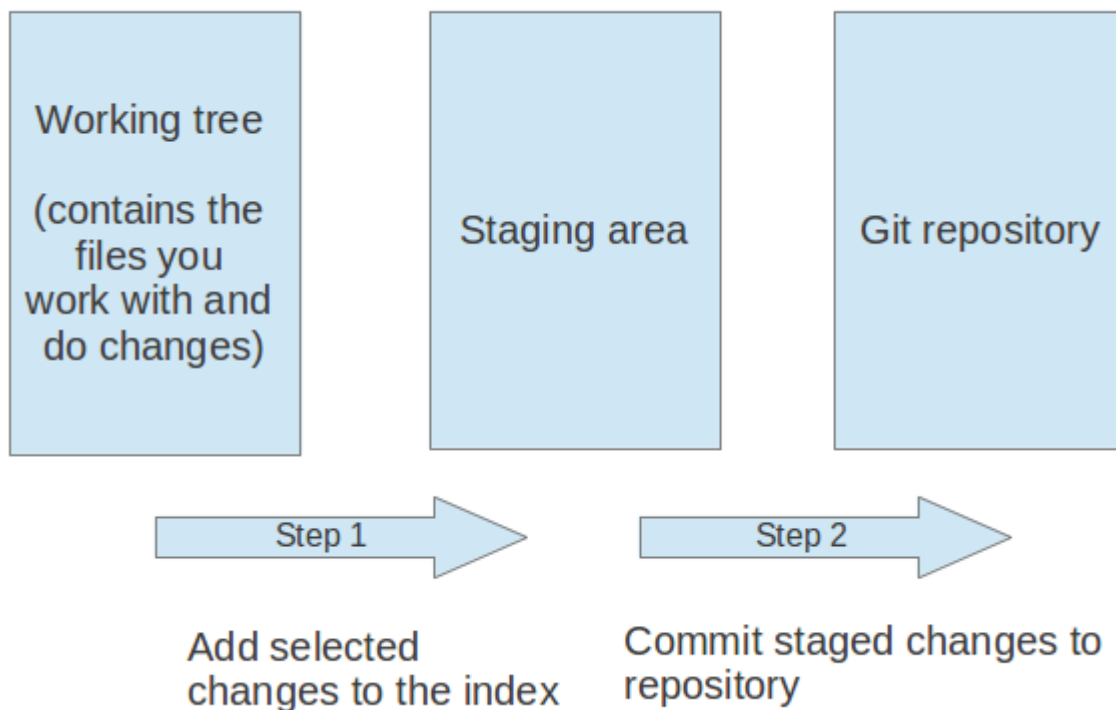 Working tree
(contains the
files you
work with and
do changes)
Staging area
Git repository
Step 1
Step 2
Add selected
changes to the index
Commit staged changes to
repository